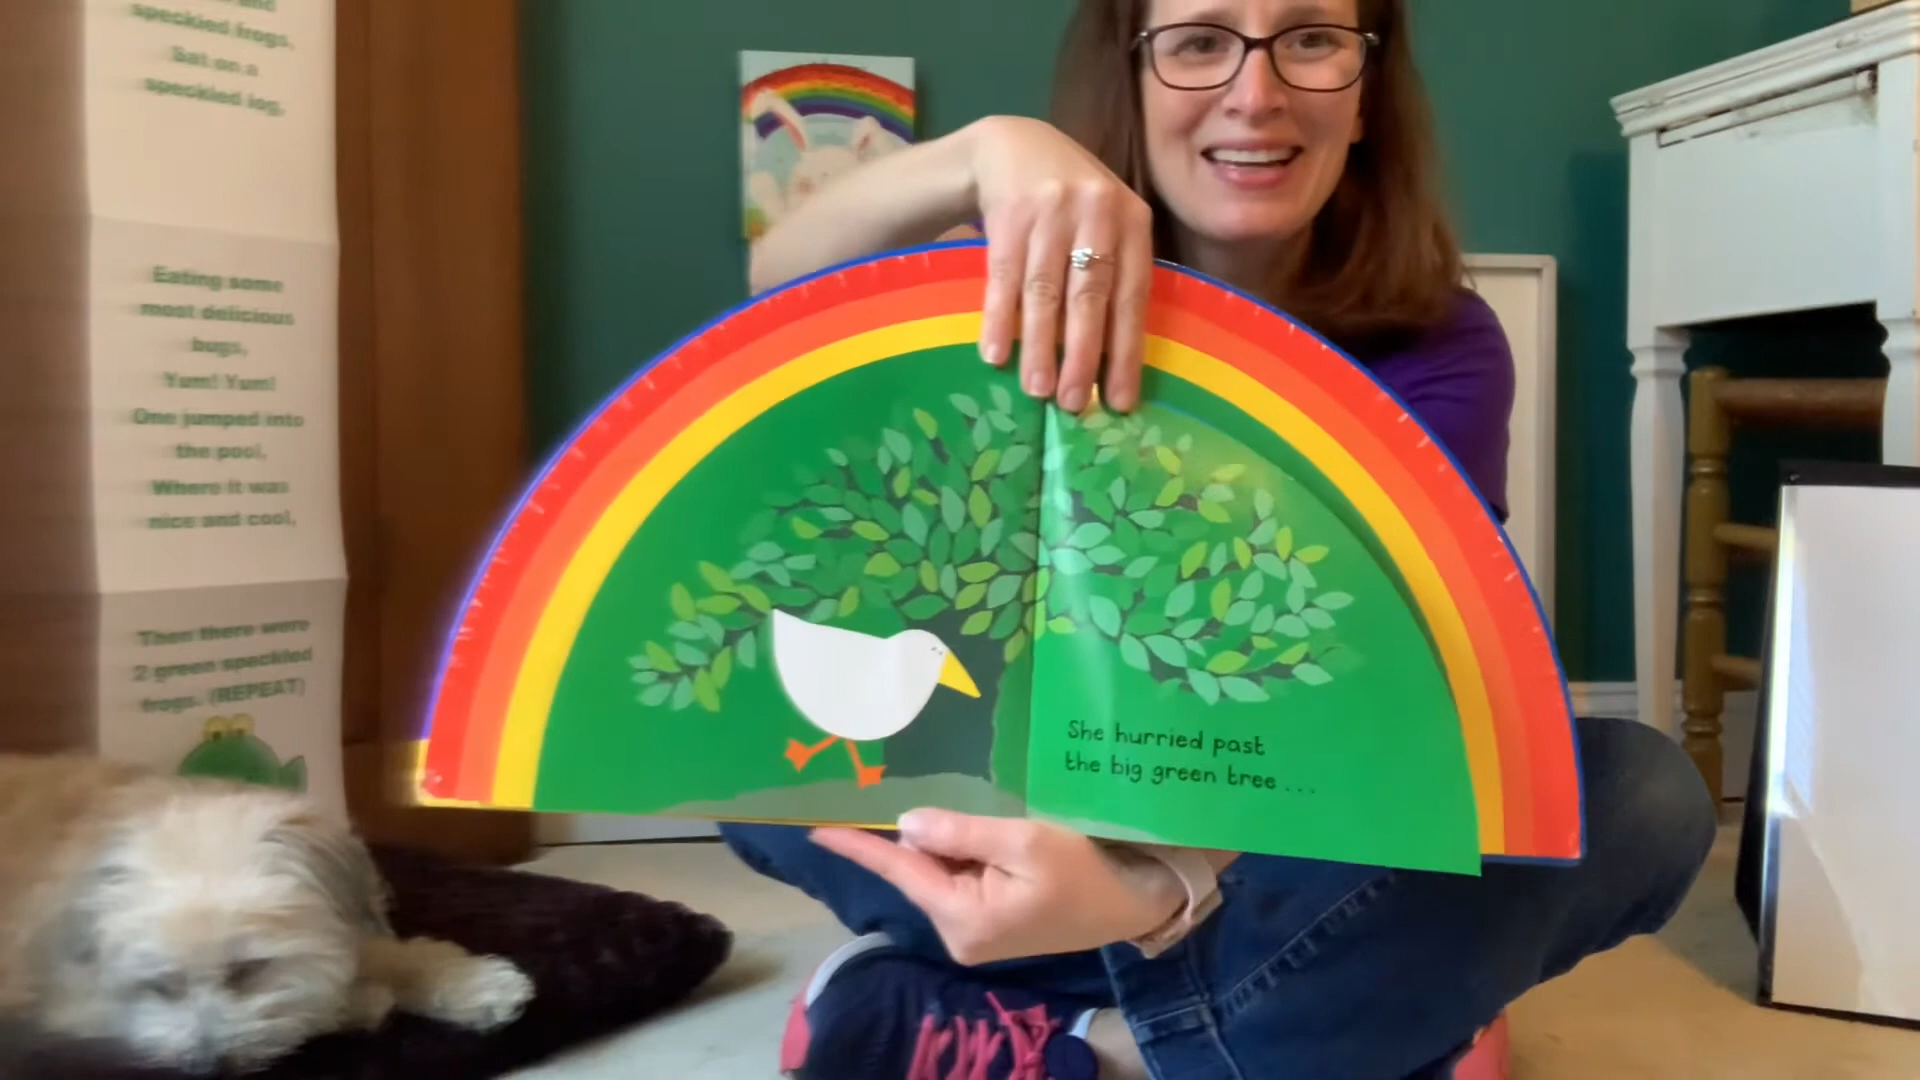 speckled frogs,
Sat on a
speckled log,
Eating some
most delicious
bugs,
Yum! Yum!
One jumped into
the pool,
Where it was
nice and cool,
Then there were
2 green speckled
frogs. (REPEAT)
She hurried past
the big green tree ...